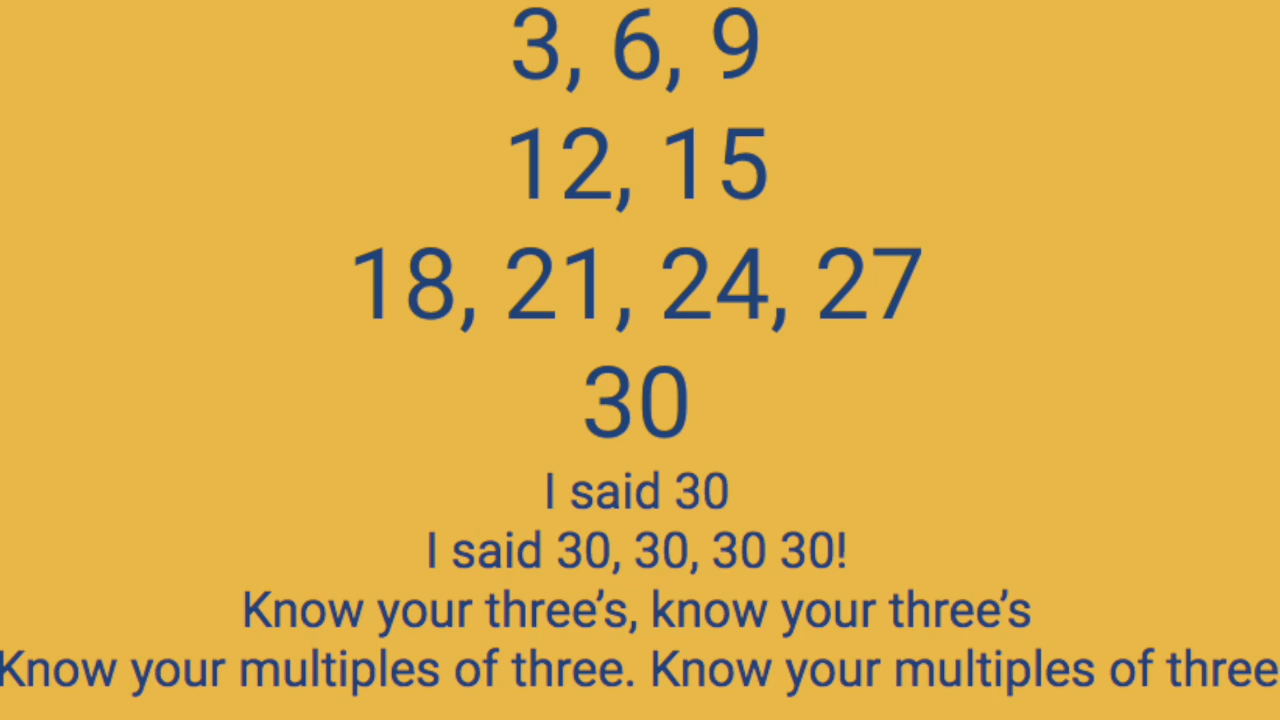 3, 6, 9
12, 15
18, 21, 24, 27
30
I said 30
I said 30, 30, 30 30!
Know your three’s, know your three’s
Know your multiples of three. Know your multiples of three